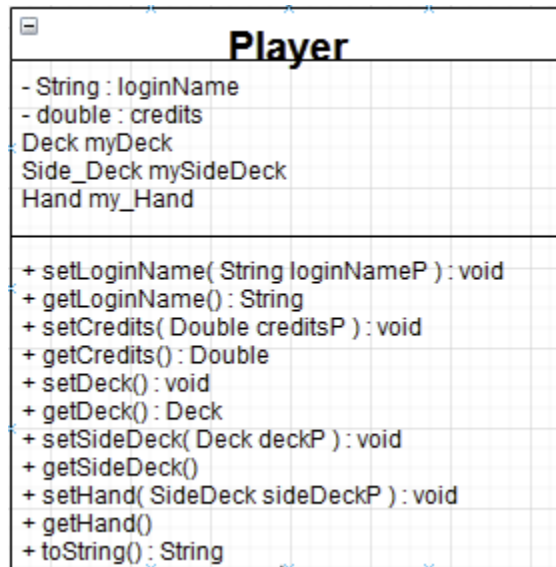 Player
- String : loginName
- double : credits
Deck myDeck
Side_Deck mySideDeck
Hand my_Hand
+ setLoginName( String loginNameP ) : void
+ getLoginName() : String
+ setCredits( Double creditsP ) : void
+ getCredits() : Double
+ setDeck() : void
+ getDeck() : Deck
+ setSideDeck( Deck deckP ) : void
+ getSideDeck()
+ setHand( SideDeck sideDeckP ) : void
+ getHand()
+ toString() : String